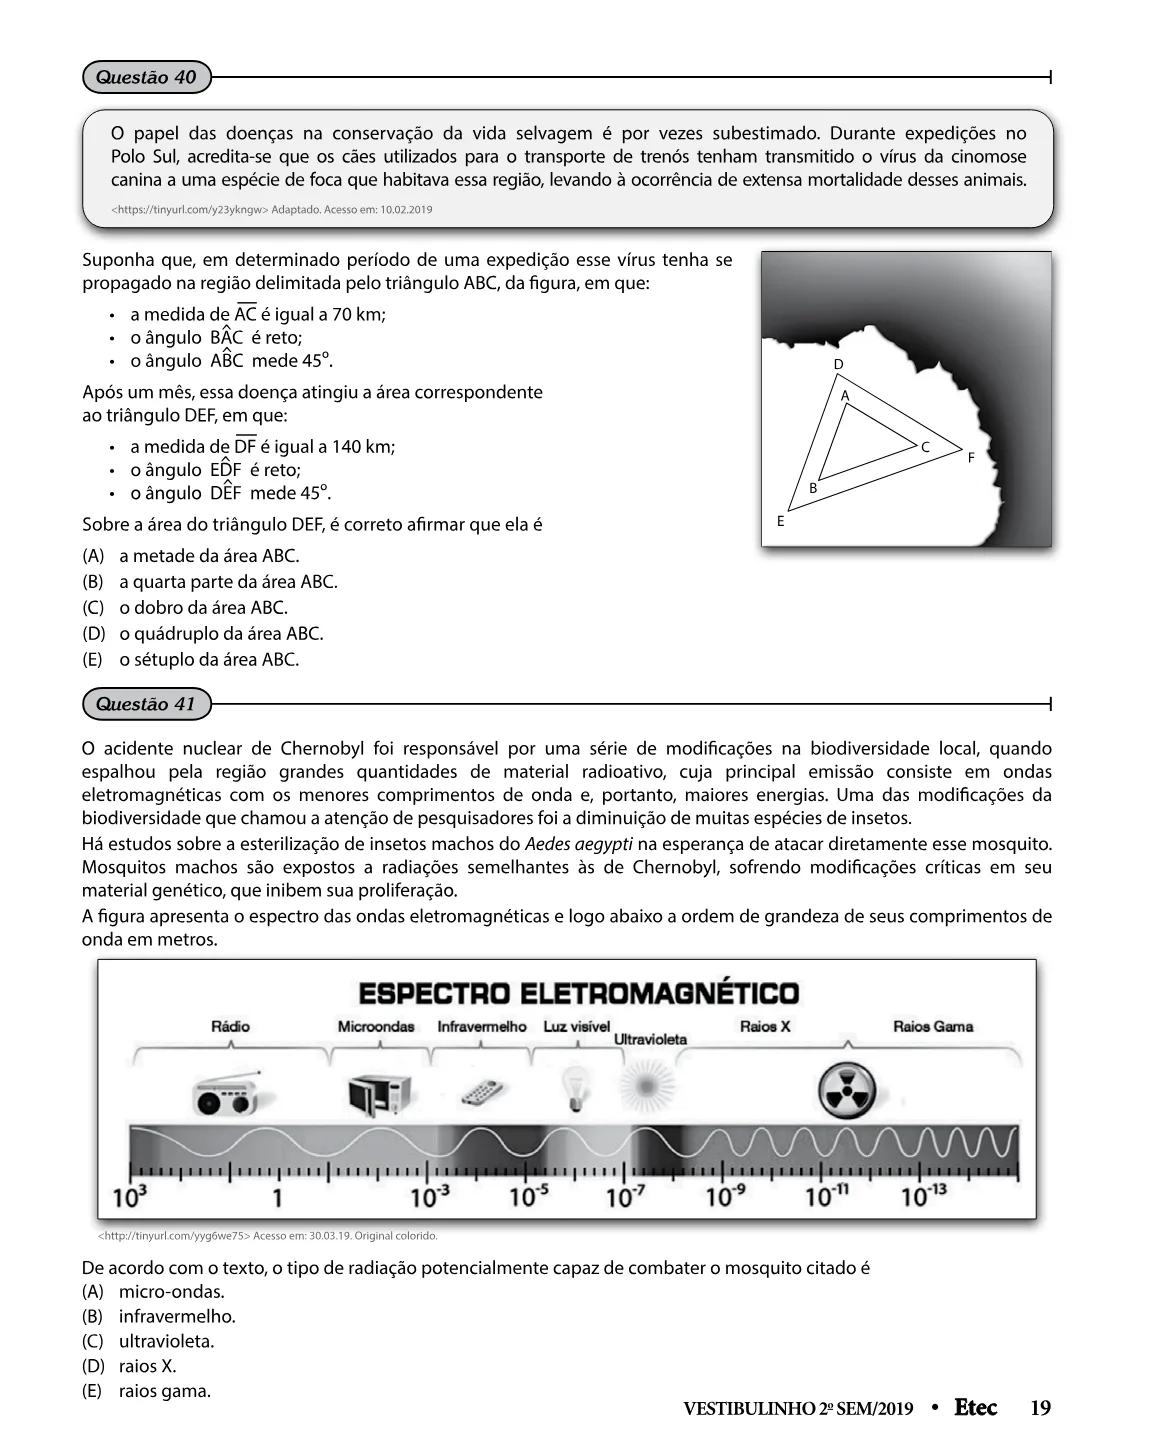 Questão 40
O papel das doenças na conservação da vida selvagem é por vezes subestimado. Durante expedições no
Polo Sul, acredita-se que os cães utilizados para o transporte de trenós tenham transmitido o vírus da cinomose
canina a uma espécie de foca que habitava essa região, levando à ocorrência de extensa mortalidade desses animais.
<https://tinyurl.com/y23ykngw> Adaptado. Acesso em: 10.02.2019
Suponha que, em determinado período de uma expedição esse vírus tenha se
propagado na região delimitada pelo triângulo ABC, da figura, em que:
• a medida de A̅C̅ é igual a 70 km;
• o ângulo BÂC é reto;
• o ângulo AB̂C mede 45º.
Após um mês, essa doença atingiu a área correspondente
ao triângulo DEF, em que:
• a medida de D̅F̅ é igual a 140 km;
• o ângulo ED̂F é reto;
• o ângulo DÊF mede 45º.
Sobre a área do triângulo DEF, é correto afirmar que ela é
(A) a metade da área ABC.
(B) a quarta parte da área ABC.
(C) o dobro da área ABC.
(D) o quádruplo da área ABC.
(E) o sétuplo da área ABC.
D
A
C
F
B
E
Questão 41
O acidente nuclear de Chernobyl foi responsável por uma série de modificações na biodiversidade local, quando
espalhou pela região grandes quantidades de material radioativo, cuja principal emissão consiste em ondas
eletromagnéticas com os menores comprimentos de onda e, portanto, maiores energias. Uma das modificações da
biodiversidade que chamou a atenção de pesquisadores foi a diminuição de muitas espécies de insetos.
Há estudos sobre a esterilização de insetos machos do Aedes aegypti na esperança de atacar diretamente esse mosquito.
Mosquitos machos são expostos a radiações semelhantes às de Chernobyl, sofrendo modificações críticas em seu
material genético, que inibem sua proliferação.
A figura apresenta o espectro das ondas eletromagnéticas e logo abaixo a ordem de grandeza de seus comprimentos de
onda em metros.
ESPECTRO ELETROMAGNÉTICO
Rádio Microondas Infravermelho Luz visível Ultravioleta Raios X Raios Gama
10³ 1 10⁻³ 10⁻⁵ 10⁻⁷ 10⁻⁹ 10⁻¹¹ 10⁻¹³
<http://tinyurl.com/yyg6we75> Acesso em: 30.03.19. Original colorido.
De acordo com o texto, o tipo de radiação potencialmente capaz de combater o mosquito citado é
(A) micro-ondas.
(B) infravermelho.
(C) ultravioleta.
(D) raios X.
(E) raios gama.
VESTIBULINHO 2º SEM/2019 • Etec 19